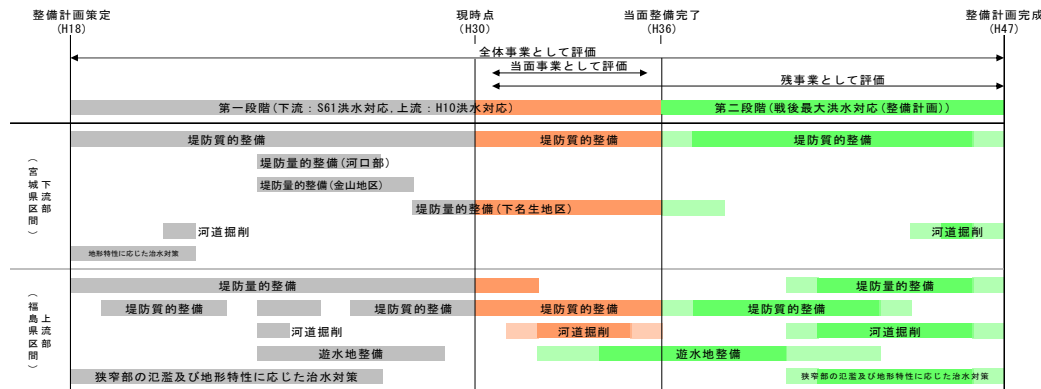 整備計画策定
(H18)
現時点
(H30)
当面整備完了
(H36)
整備計画完成
(H47)
全体事業として評価
当面事業として評価
残事業として評価
第一段階(下流：S61洪水対応,上流：H10洪水対応)
第二段階(戦後最大洪水対応(整備計画))
下流部
(宮城県区間)
堤防質的整備
堤防質的整備
堤防質的整備
堤防量的整備(河口部)
堤防量的整備(金山地区)
堤防量的整備(下名生地区)
河道掘削
河道掘削
地形特性に応じた治水対策
上流部
(福島県区間)
堤防量的整備
堤防量的整備
堤防質的整備
堤防質的整備
堤防質的整備
堤防質的整備
河道掘削
河道掘削
河道掘削
遊水地整備
遊水地整備
狭窄部の氾濫及び地形特性に応じた治水対策
狭窄部の氾濫及び地形特性に応じた治水対策